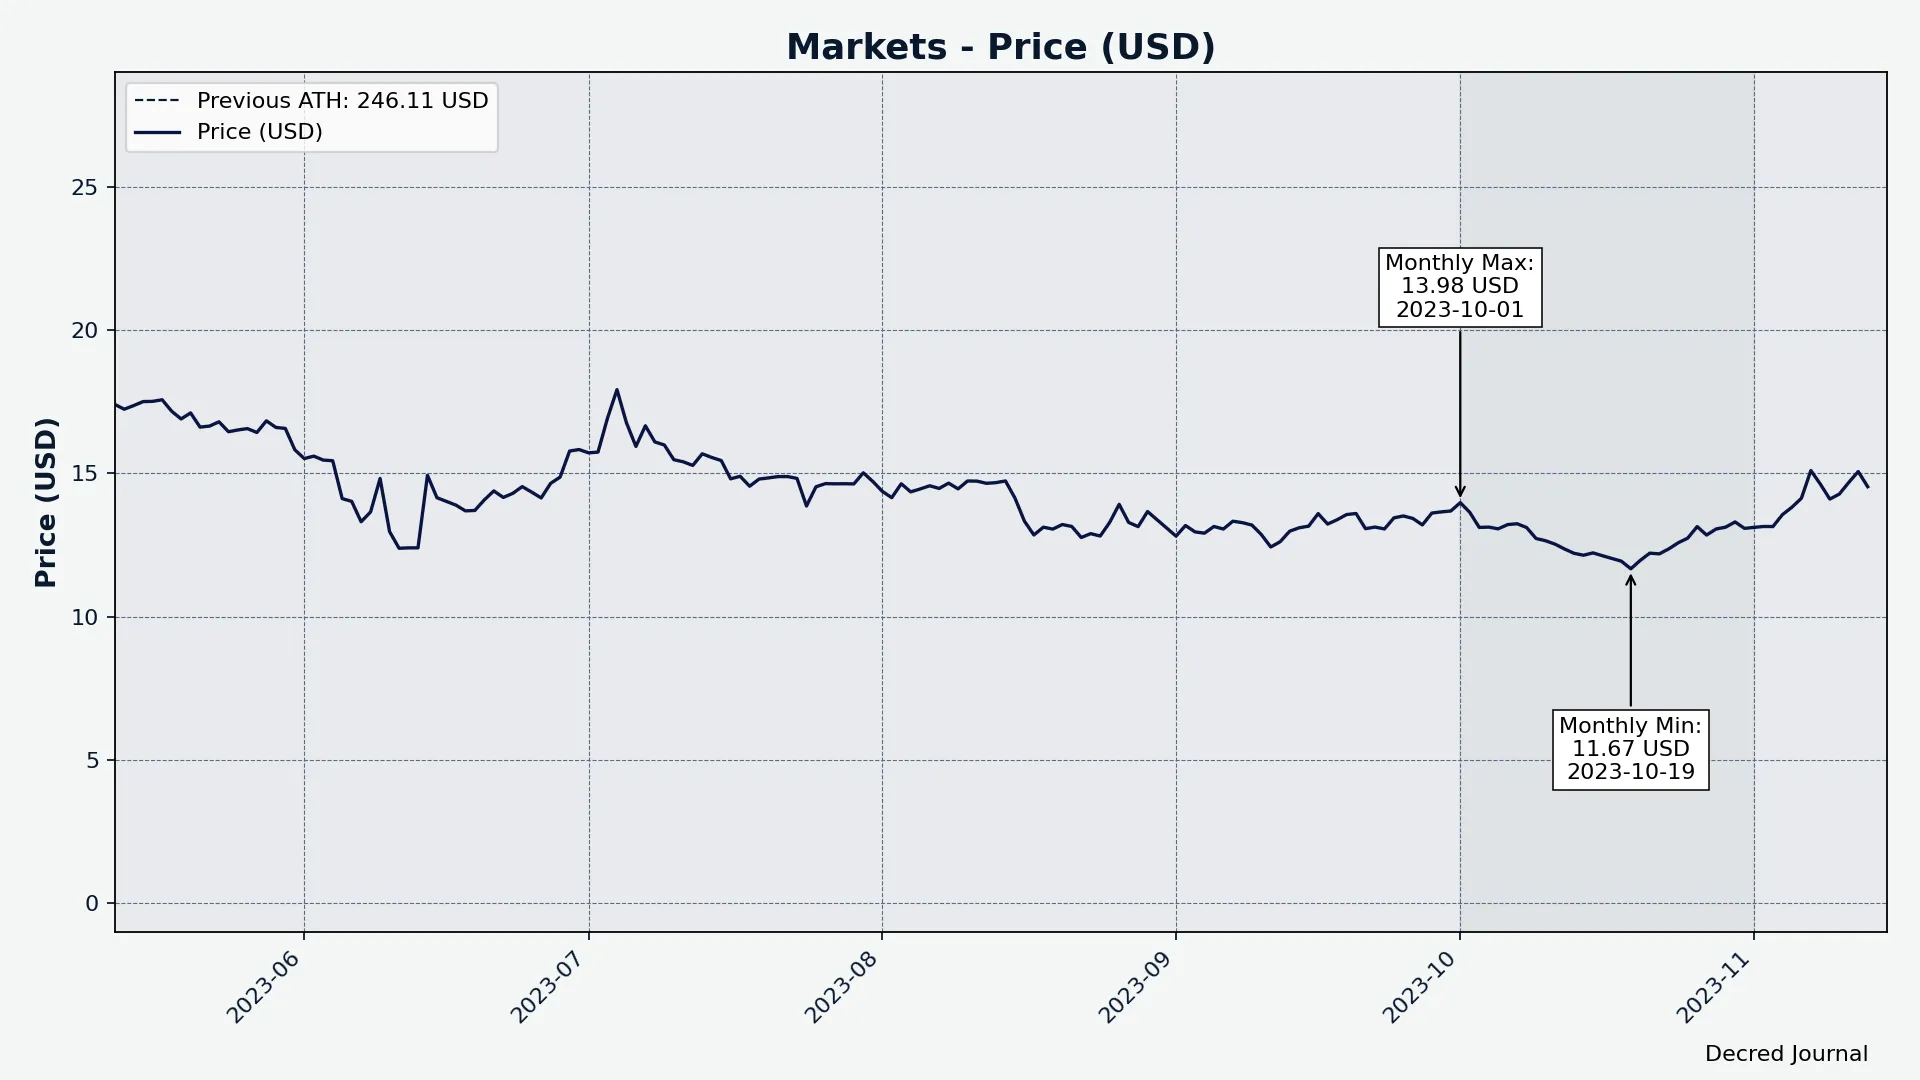 Markets - Price (USD)
Previous ATH: 246.11 USD
Price (USD)
Price (USD)
25
20
15
10
5
0
Monthly Max:
13.98 USD
2023-10-01
Monthly Min:
11.67 USD
2023-10-19
2023-06
2023-07
2023-08
2023-09
2023-10
2023-11
Decred Journal